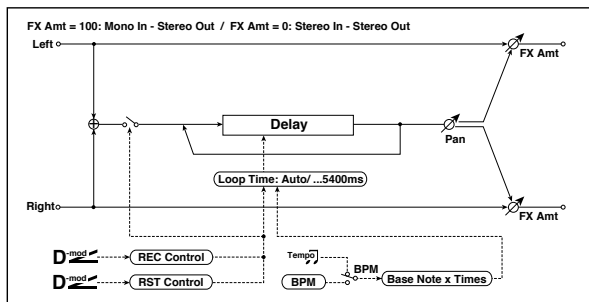 FX Amt = 100: Mono In - Stereo Out / FX Amt = 0: Stereo In - Stereo Out
Left
FX Amt
Delay
Pan
Loop Time: Auto/ ...5400ms
Right
FX Amt
D-mod
REC Control
Tempo
BPM
D-mod
RST Control
BPM
Base Note x Times